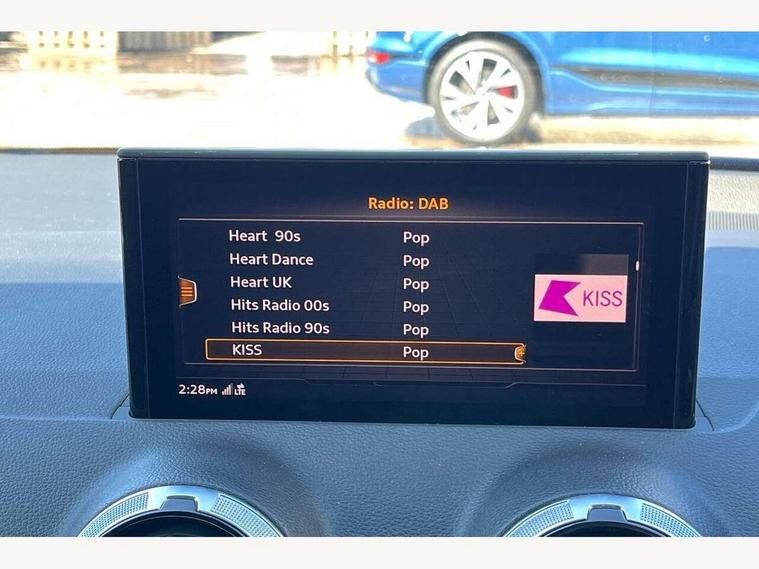 Radio: DAB
Heart 90s Pop
Heart Dance Pop
Heart UK Pop
Hits Radio 00s Pop
Hits Radio 90s Pop
KISS Pop
KISS
2:28PM LTE